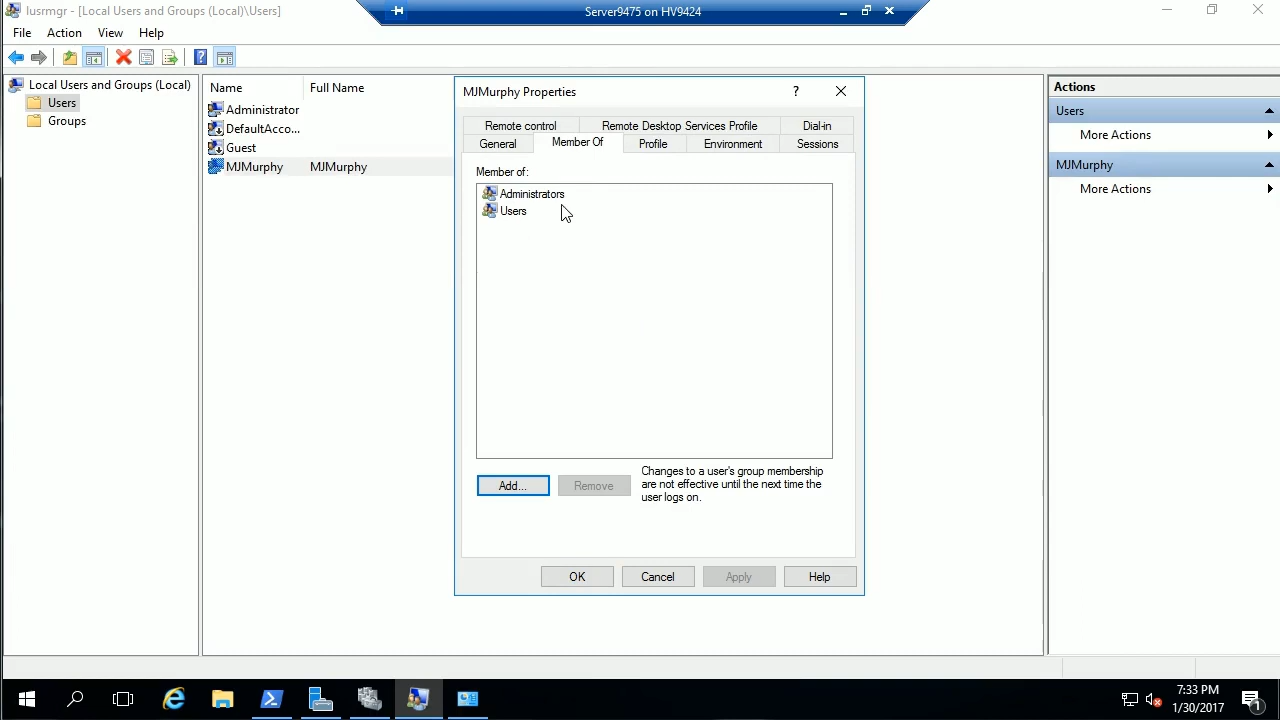 lusrmgr - [Local Users and Groups (Local)\Users]
Server9475 on HV9424
File Action View Help
Local Users and Groups (Local)
Users
Groups
Name Full Name
Administrator
DefaultAcco...
Guest
MJMurphy MJMurphy
MJMurphy Properties
?
Remote control Remote Desktop Services Profile Dial-in
General Member Of Profile Environment Sessions
Member of:
Administrators
Users
Add... Remove
Changes to a user's group membership
are not effective until the next time the
user logs on.
OK Cancel Apply Help
Actions
Users
More Actions
MJMurphy
More Actions
7:33 PM
1/30/2017
1